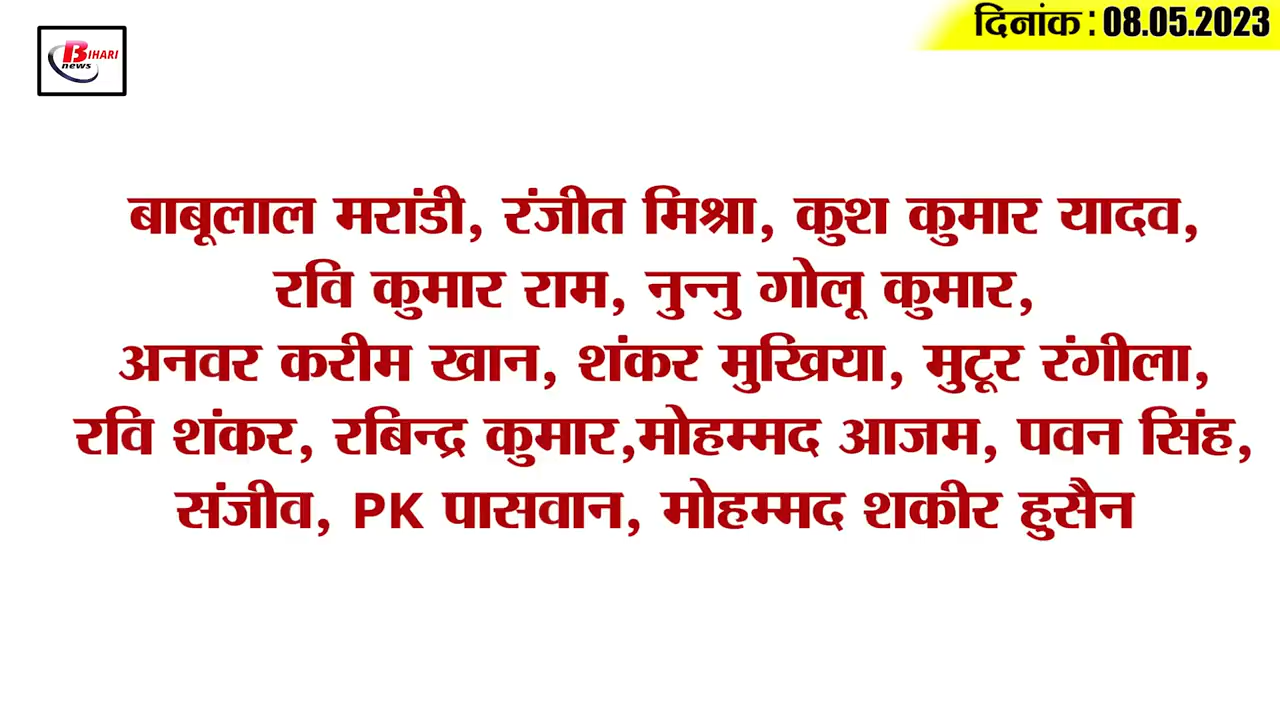 BIHARI
news
दिनांक : 08.05.2023
बाबूलाल मरांडी, रंजीत मिश्रा, कुश कुमार यादव,
रवि कुमार राम, नुन्नु गोलू कुमार,
अनवर करीम खान, शंकर मुखिया, मुटूर रंगीला,
रवि शंकर, रबिन्द्र कुमार,मोहम्मद आजम, पवन सिंह,
संजीव, PK पासवान, मोहम्मद शकीर हुसैन